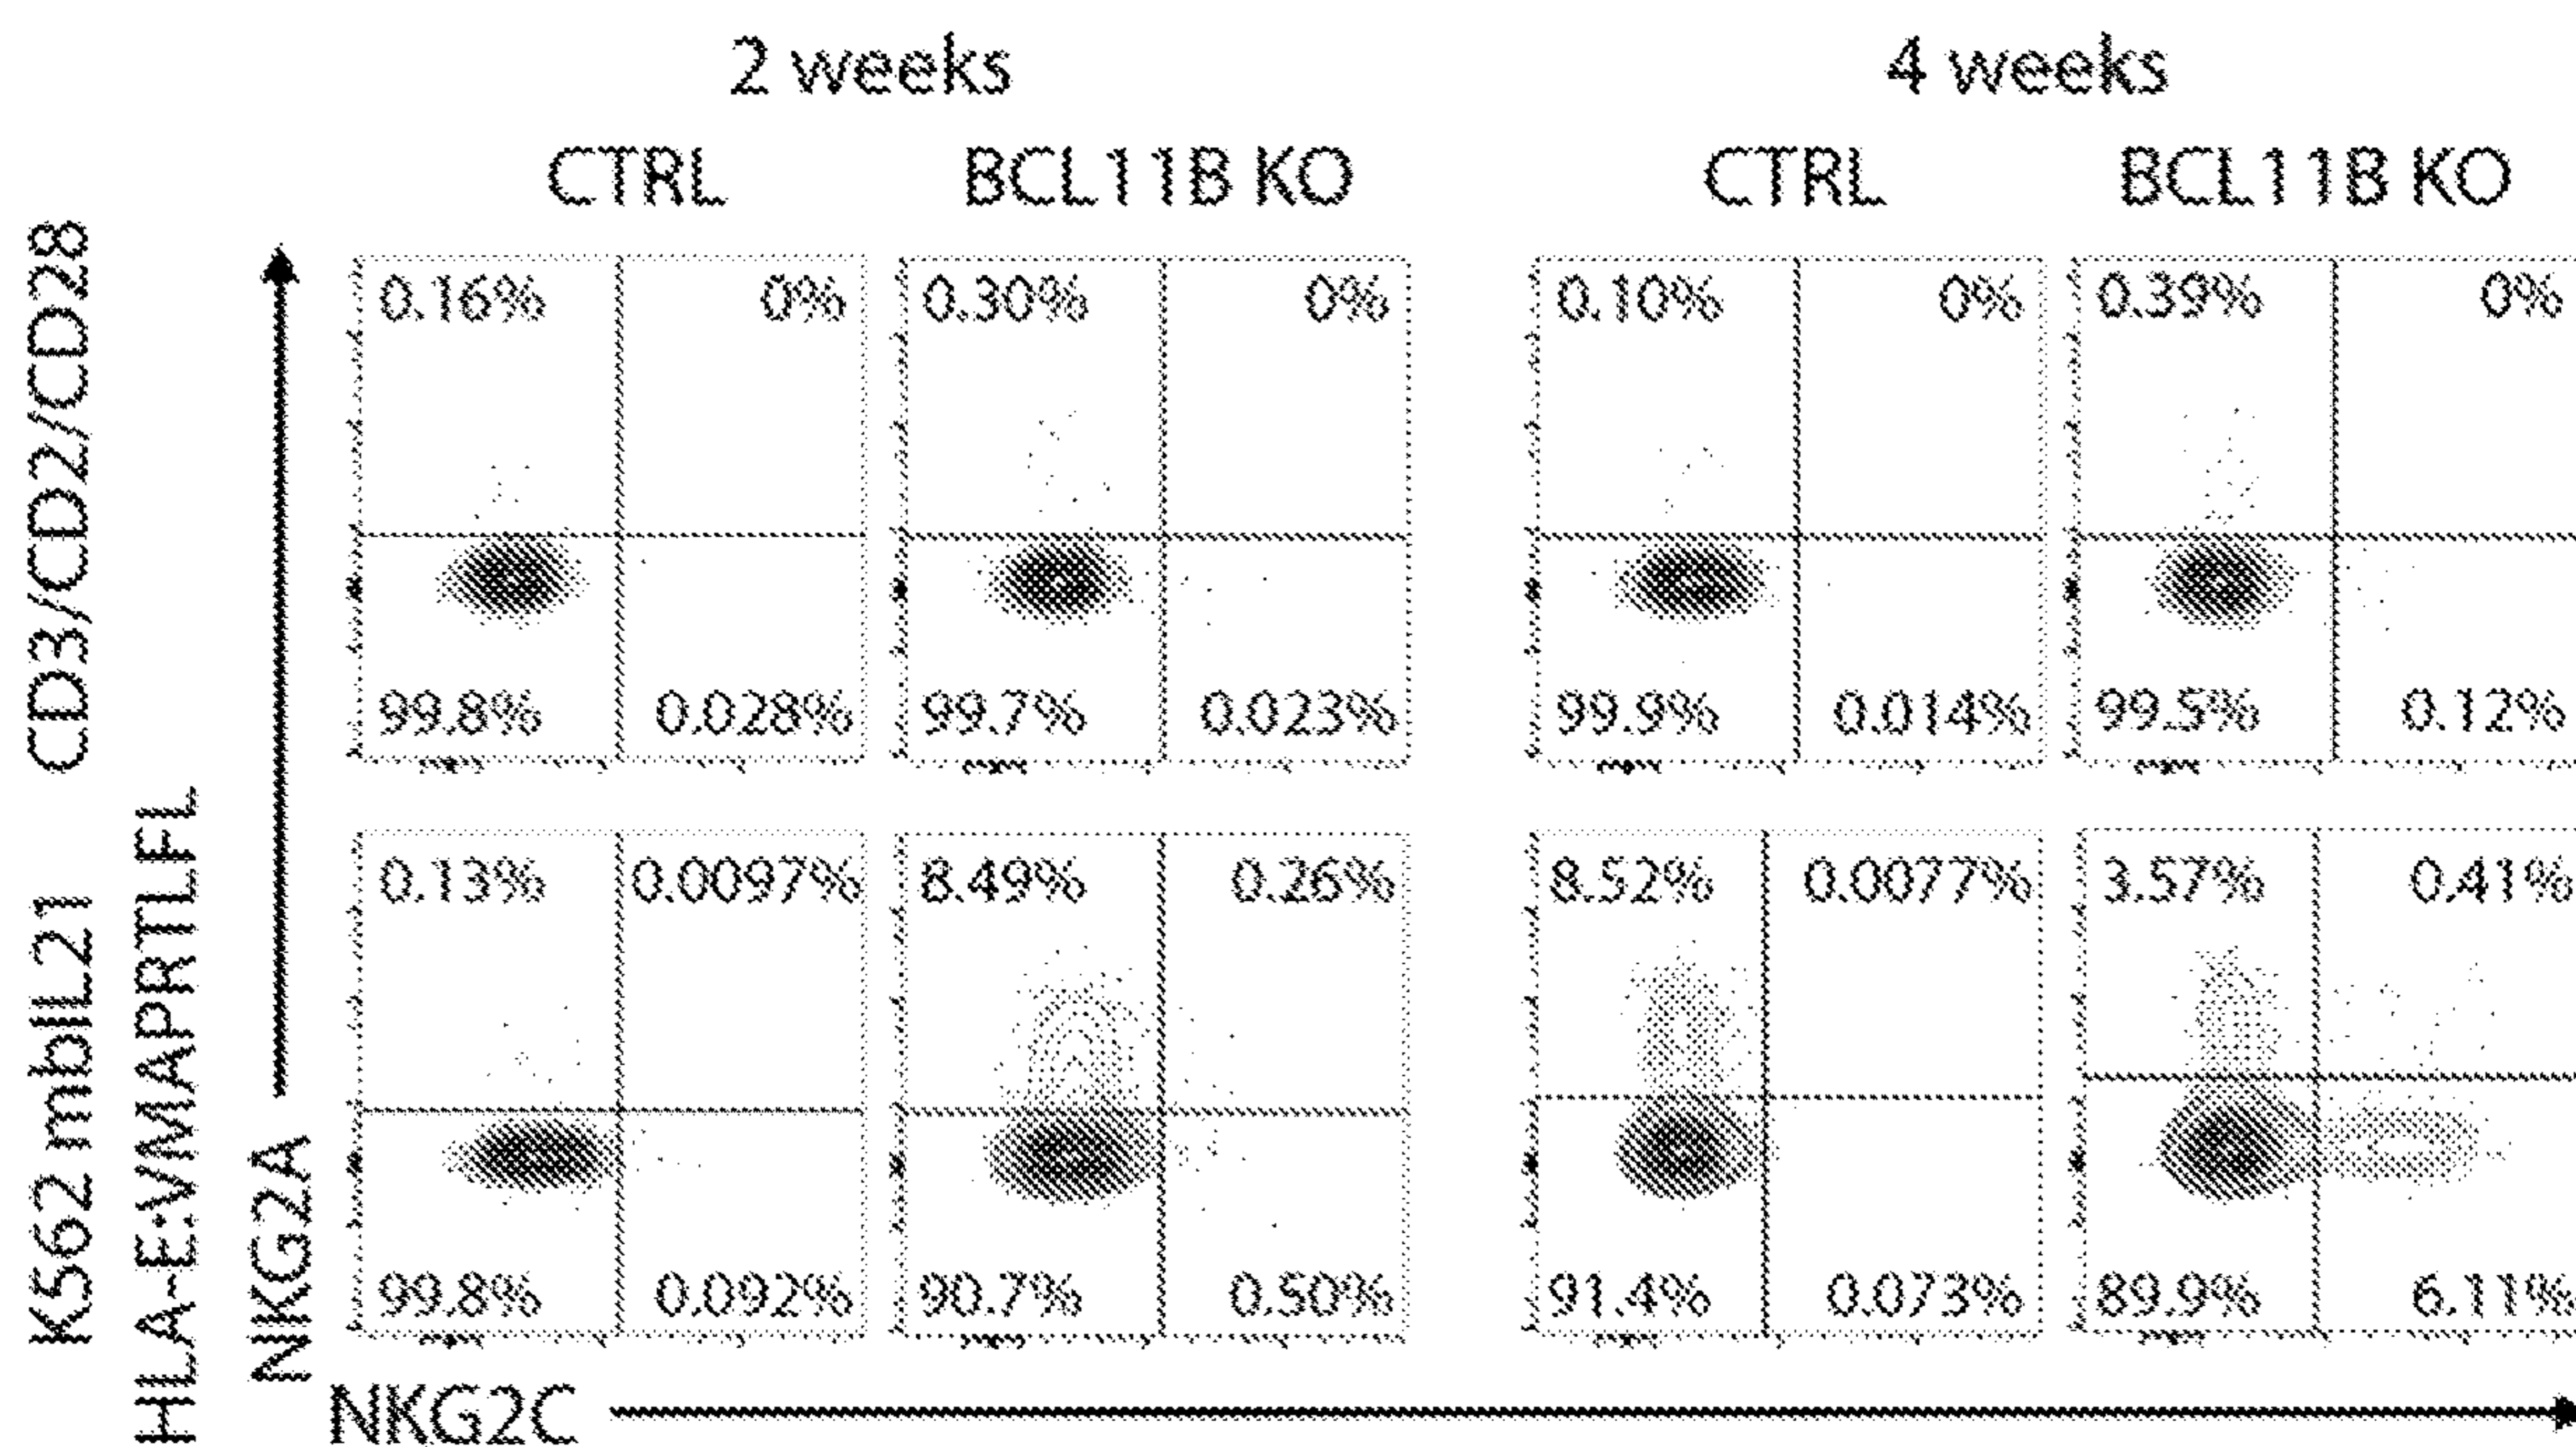 2 weeks
4 weeks
CTRL
BCL11B KO
CTRL
BCL11B KO
CD3/CD2/CD28
0.16%
0%
0.30%
0%
0.10%
0%
0.39%
0%
99.8%
0.028%
99.7%
0.023%
99.9%
0.014%
99.5%
0.12%
K562 mbIL21
HLA-E:VMAPRTLFL
0.13%
0.0097%
8.49%
0.26%
8.52%
0.0077%
3.57%
0.41%
99.8%
0.092%
90.7%
0.50%
91.4%
0.073%
89.9%
6.11%
NKG2A
NKG2C